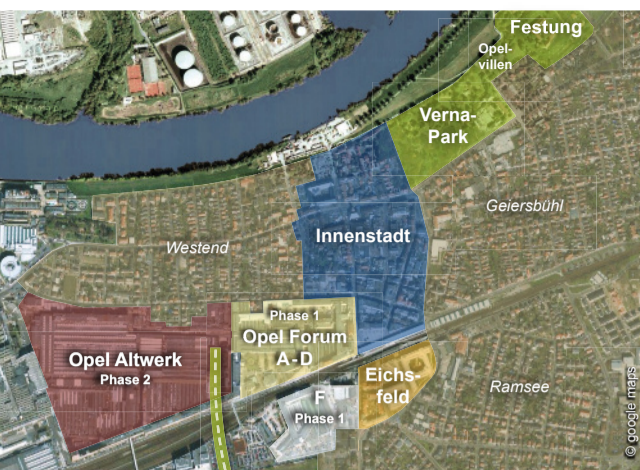 Festung
Opel-
villen
Verna-
Park
Geiersbühl
Innenstadt
Westend
Phase 1
Opel Forum
A-D
Opel Altwerk
Phase 2
Eichs-
feld
F
Phase 1
Ramsee
© google maps